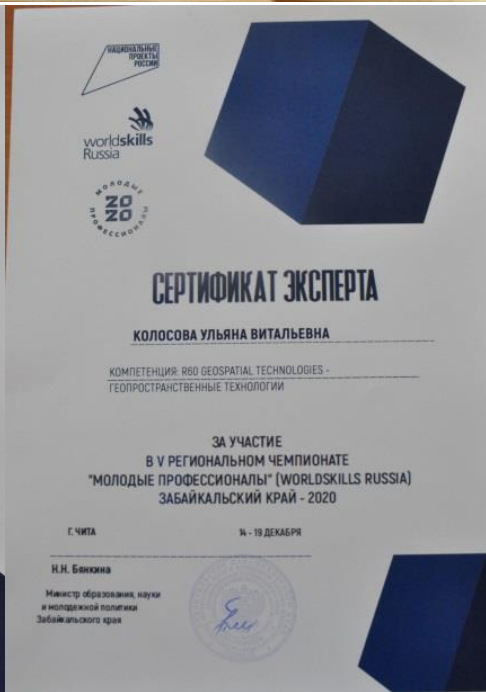 НАЦИОНАЛЬНЫЕ
ПРОЕКТЫ
РОССИИ
worldskills
Russia
МОЛОДЫЕ
20
20
ПРОФЕССИОНАЛЫ
СЕРТИФИКАТ ЭКСПЕРТА
КОЛОСОВА УЛЬЯНА ВИТАЛЬЕВНА
КОМПЕТЕНЦИЯ: R60 GEOSPATIAL TECHNOLOGIES -
ГЕОПРОСТРАНСТВЕННЫЕ ТЕХНОЛОГИИ
ЗА УЧАСТИЕ
В V РЕГИОНАЛЬНОМ ЧЕМПИОНАТЕ
"МОЛОДЫЕ ПРОФЕССИОНАЛЫ" (WORLDSKILLS RUSSIA)
ЗАБАЙКАЛЬСКИЙ КРАЙ - 2020
Г. ЧИТА 14 - 19 ДЕКАБРЯ
Н.Н. Бянкина
Министр образования, науки
и молодежной политики
Забайкальского края